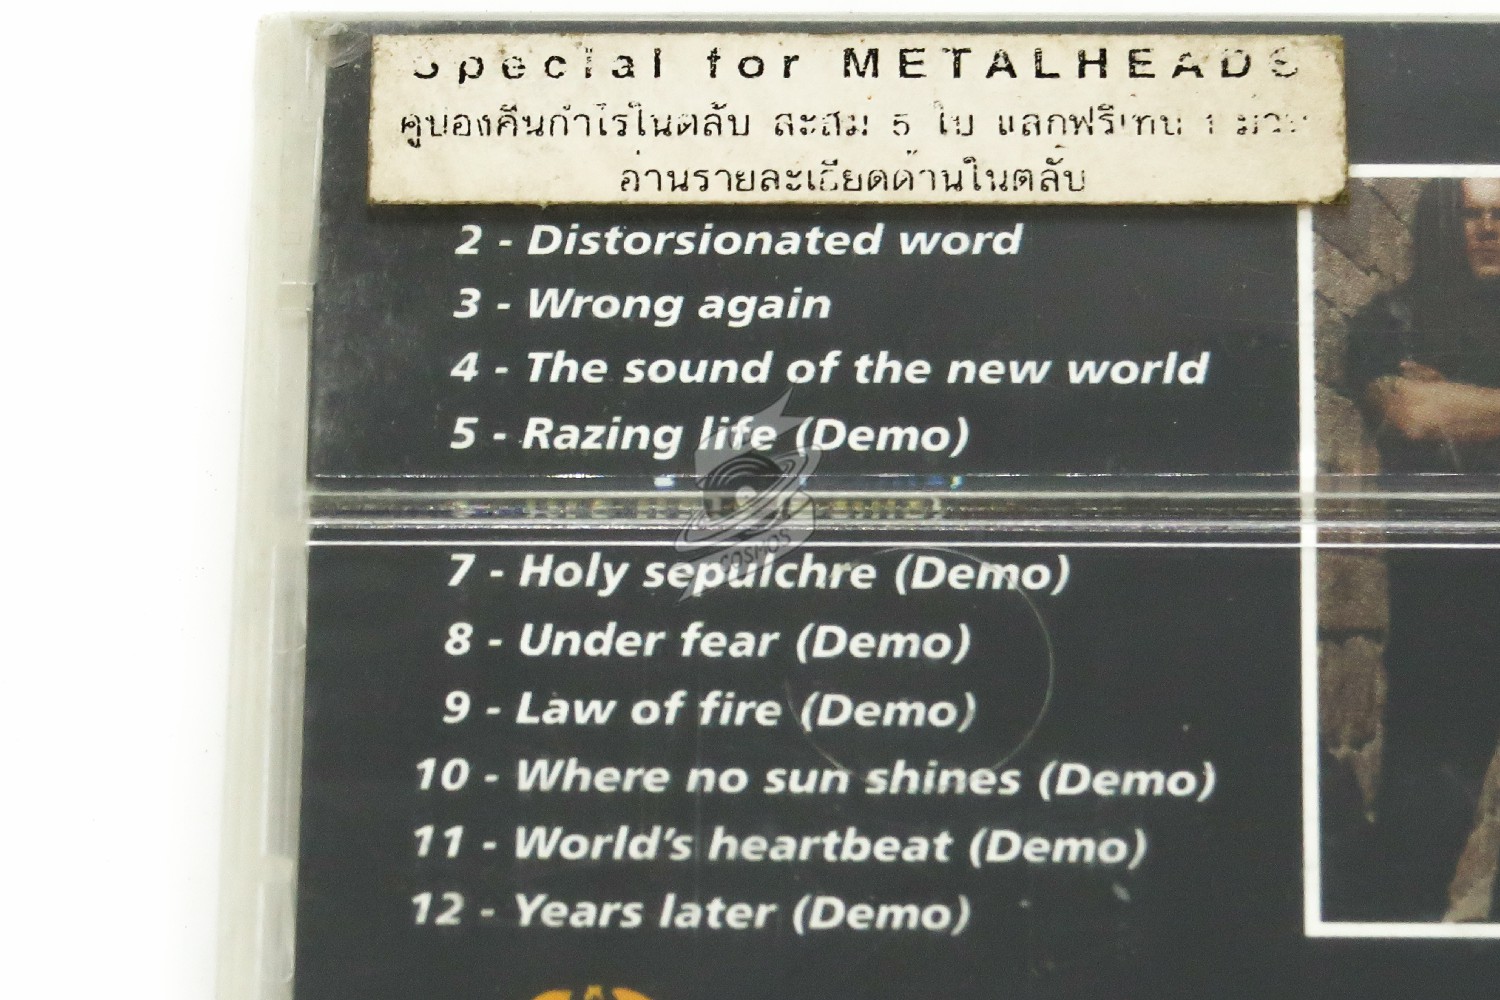 Special for METALHEADS
คูปองคืนกำไรในตลับ สะสม 5 ใบ แลกฟรีเทป 1 ม้วน
อ่านรายละเอียดด้านในตลับ
2 - Distorsionated word
3 - Wrong again
4 - The sound of the new world
5 - Razing life (Demo)
COSMOS
7 - Holy sepulchre (Demo)
8 - Under fear (Demo)
9 - Law of fire (Demo)
10 - Where no sun shines (Demo)
11 - World's heartbeat (Demo)
12 - Years later (Demo)